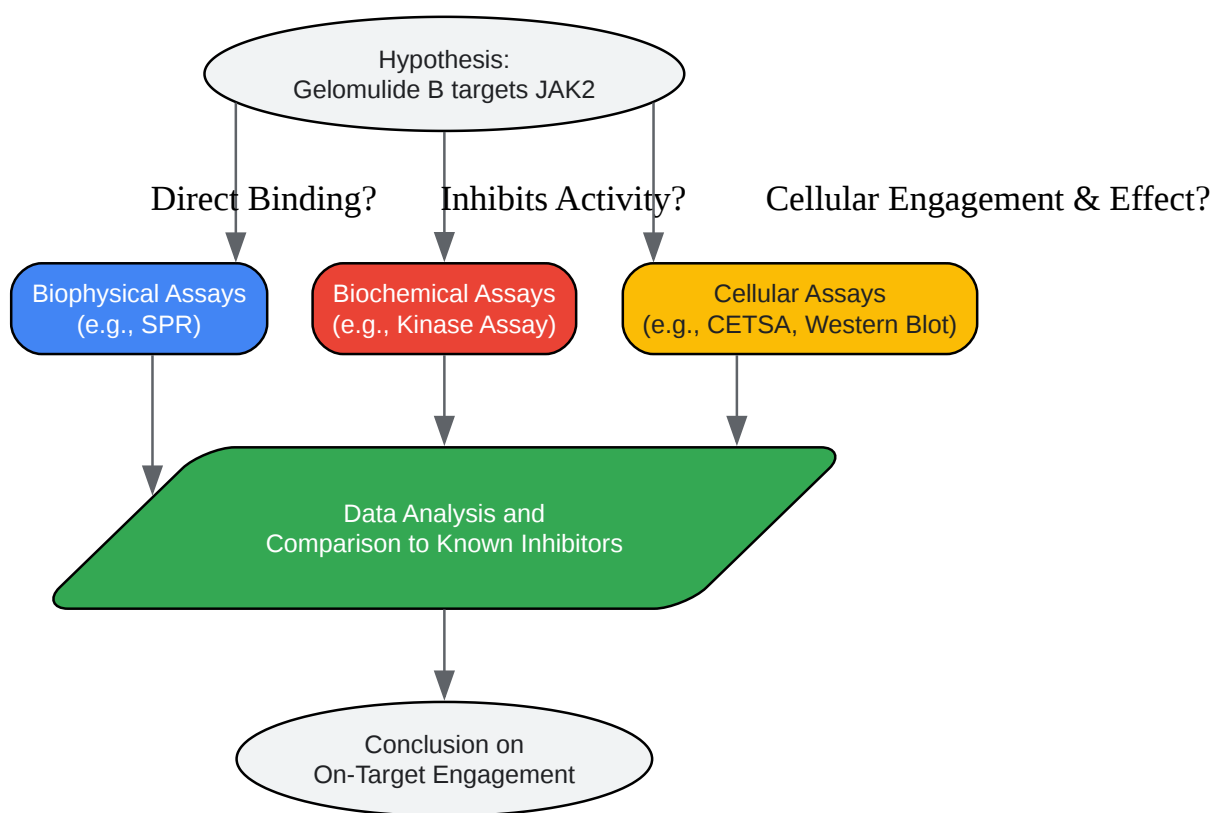 Hypothesis:
Gelomulide B targets JAK2
Direct Binding?
Inhibits Activity?
Cellular Engagement & Effect?
Biophysical Assays
(e.g., SPR)
Biochemical Assays
(e.g., Kinase Assay)
Cellular Assays
(e.g., CETSA, Western Blot)
Data Analysis and
Comparison to Known Inhibitors
Conclusion on
On-Target Engagement